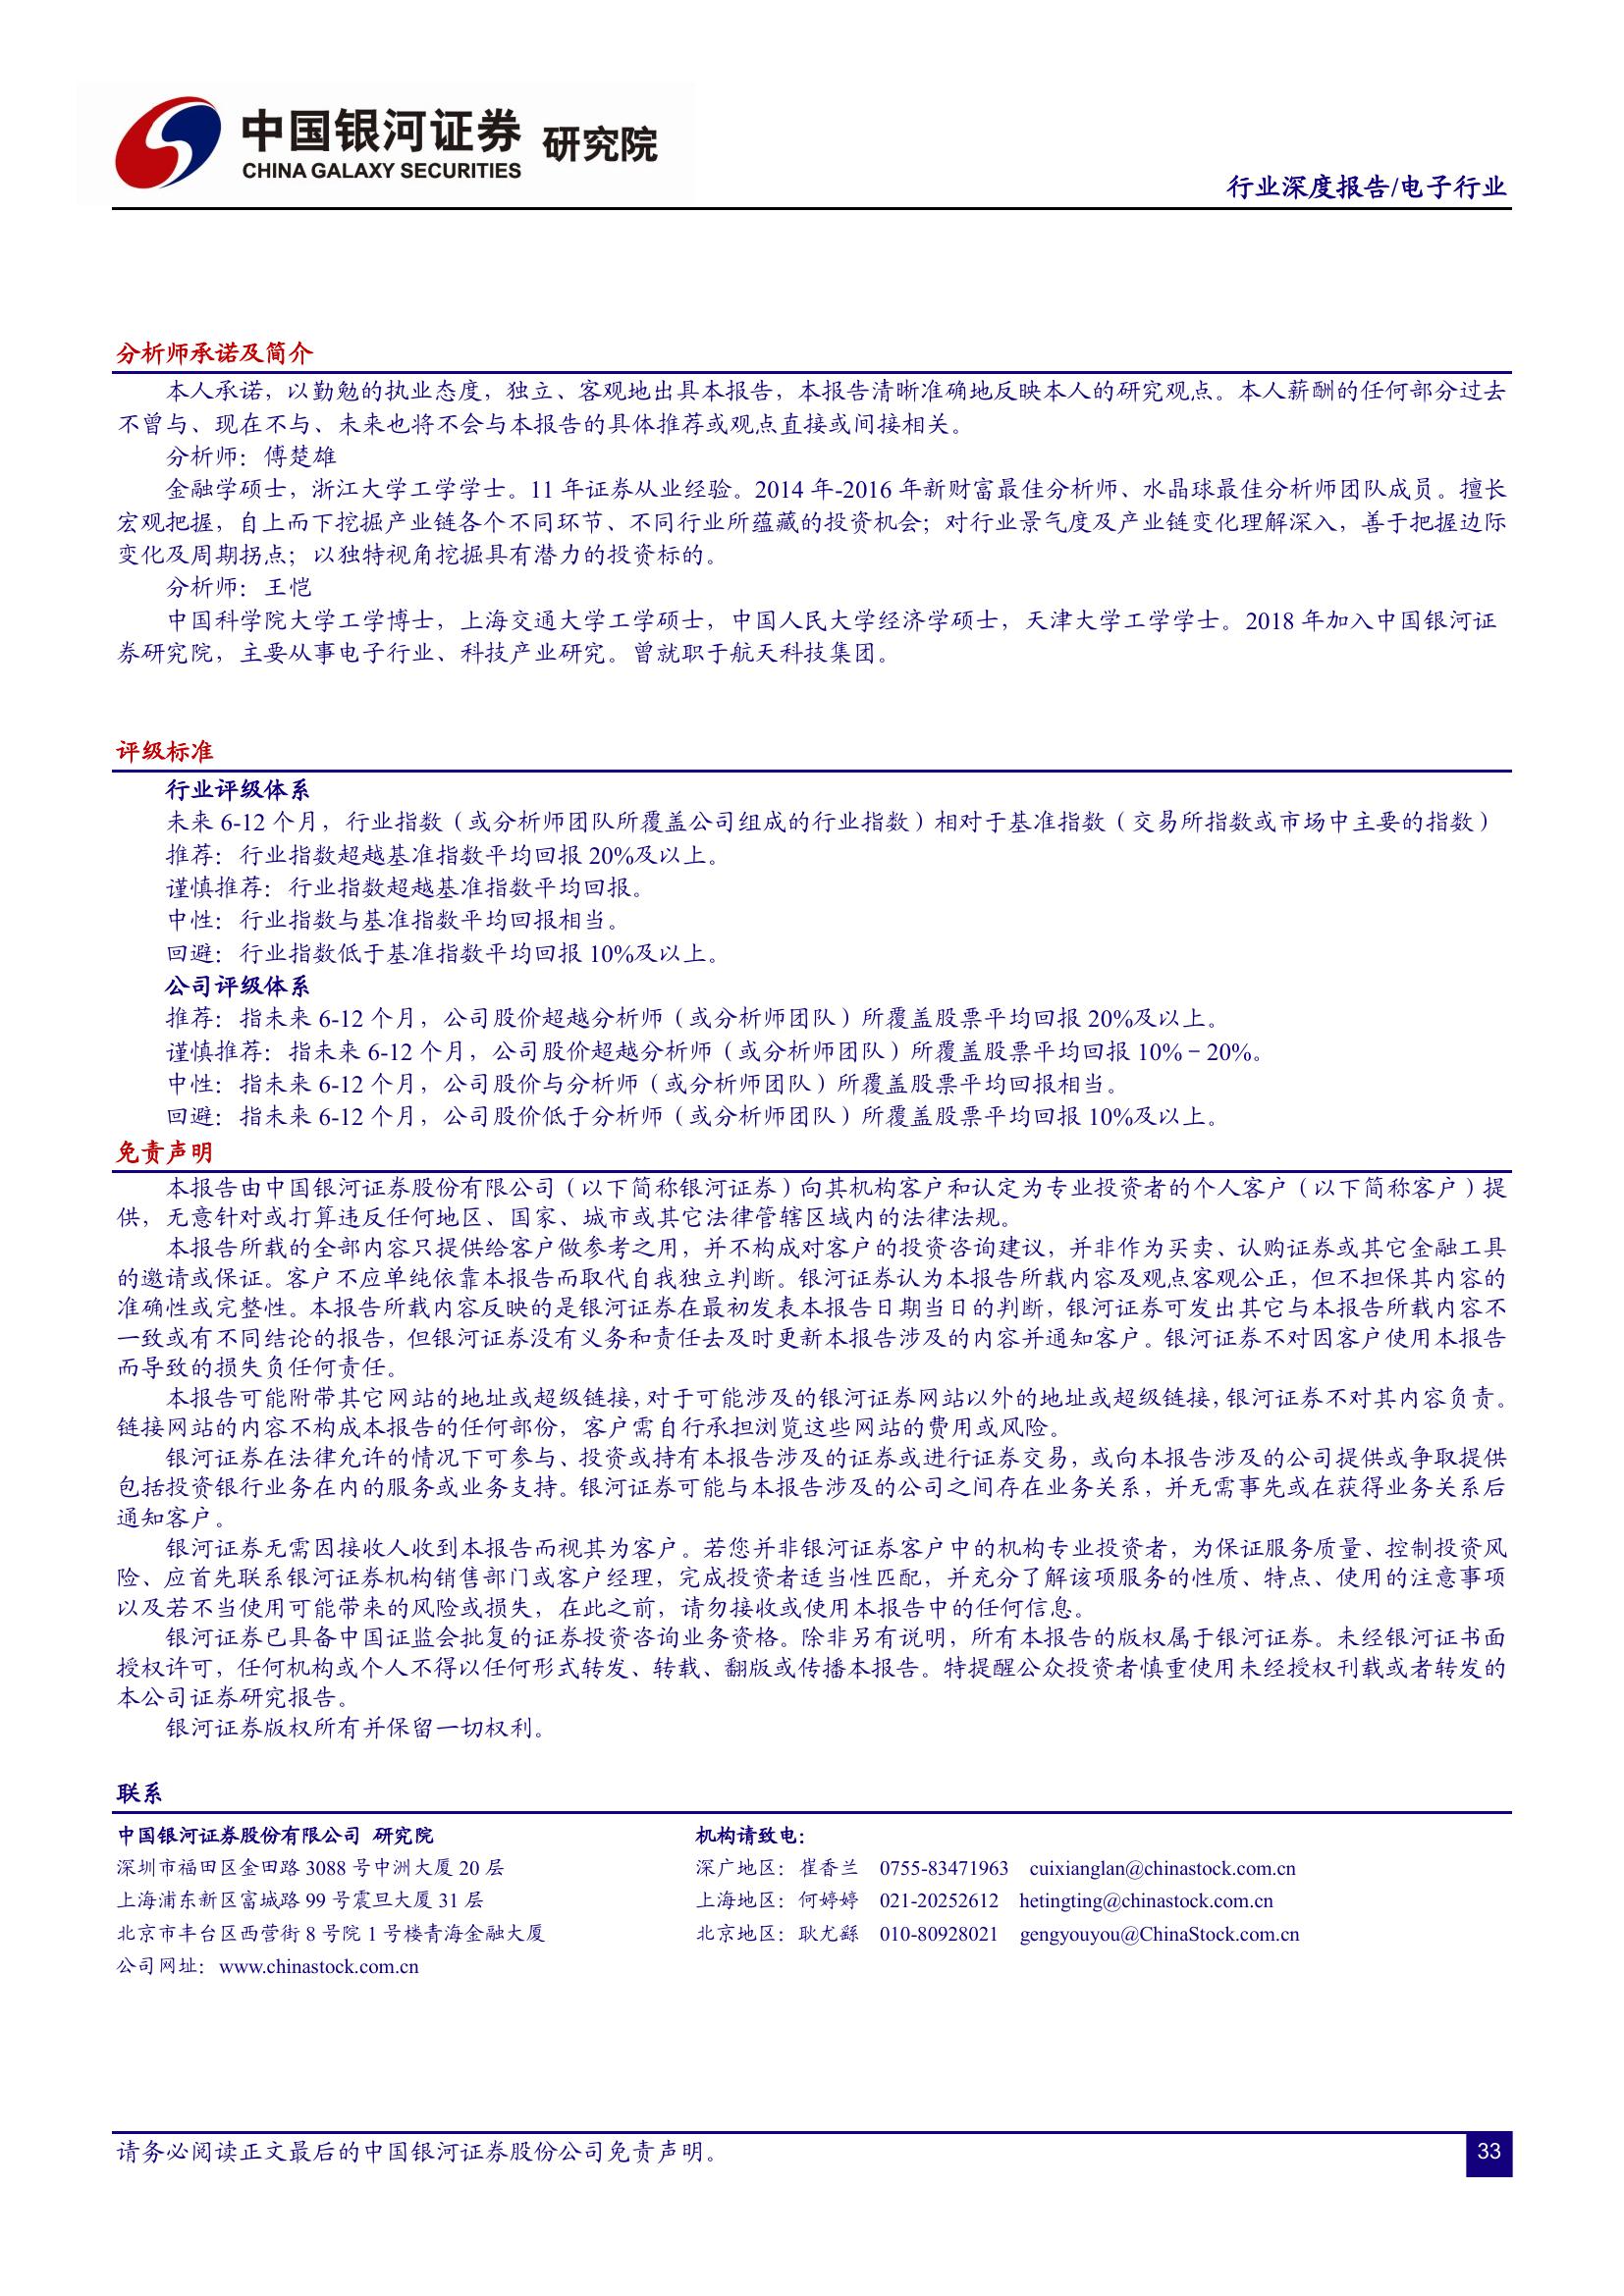 中国银河证券 研究院
CHINA GALAXY SECURITIES
行业深度报告/电子行业
分析师承诺及简介
本人承诺，以勤勉的执业态度，独立、客观地出具本报告，本报告清晰准确地反映本人的研究观点。本人薪酬的任何部分过去
不曾与、现在不与、未来也将不会与本报告的具体推荐或观点直接或间接相关。
分析师：傅楚雄
金融学硕士，浙江大学工学学士。11 年证券从业经验。2014 年-2016 年新财富最佳分析师、水晶球最佳分析师团队成员。擅长
宏观把握，自上而下挖掘产业链各个不同环节、不同行业所蕴藏的投资机会；对行业景气度及产业链变化理解深入，善于把握边际
变化及周期拐点；以独特视角挖掘具有潜力的投资标的。
分析师：王恺
中国科学院大学工学博士，上海交通大学工学硕士，中国人民大学经济学硕士，天津大学工学学士。2018 年加入中国银河证
券研究院，主要从事电子行业、科技产业研究。曾就职于航天科技集团。
评级标准
行业评级体系
未来 6-12 个月，行业指数（或分析师团队所覆盖公司组成的行业指数）相对于基准指数（交易所指数或市场中主要的指数）
推荐：行业指数超越基准指数平均回报 20%及以上。
谨慎推荐：行业指数超越基准指数平均回报。
中性：行业指数与基准指数平均回报相当。
回避：行业指数低于基准指数平均回报 10%及以上。
公司评级体系
推荐：指未来 6-12 个月，公司股价超越分析师（或分析师团队）所覆盖股票平均回报 20%及以上。
谨慎推荐：指未来 6-12 个月，公司股价超越分析师（或分析师团队）所覆盖股票平均回报 10%－20%。
中性：指未来 6-12 个月，公司股价与分析师（或分析师团队）所覆盖股票平均回报相当。
回避：指未来 6-12 个月，公司股价低于分析师（或分析师团队）所覆盖股票平均回报 10%及以上。
免责声明
本报告由中国银河证券股份有限公司（以下简称银河证券）向其机构客户和认定为专业投资者的个人客户（以下简称客户）提
供，无意针对或打算违反任何地区、国家、城市或其它法律管辖区域内的法律法规。
本报告所载的全部内容只提供给客户做参考之用，并不构成对客户的投资咨询建议，并非作为买卖、认购证券或其它金融工具
的邀请或保证。客户不应单纯依靠本报告而取代自我独立判断。银河证券认为本报告所载内容及观点客观公正，但不担保其内容的
准确性或完整性。本报告所载内容反映的是银河证券在最初发表本报告日期当日的判断，银河证券可发出其它与本报告所载内容不
一致或有不同结论的报告，但银河证券没有义务和责任去及时更新本报告涉及的内容并通知客户。银河证券不对因客户使用本报告
而导致的损失负任何责任。
本报告可能附带其它网站的地址或超级链接，对于可能涉及的银河证券网站以外的地址或超级链接，银河证券不对其内容负责。
链接网站的内容不构成本报告的任何部份，客户需自行承担浏览这些网站的费用或风险。
银河证券在法律允许的情况下可参与、投资或持有本报告涉及的证券或进行证券交易，或向本报告涉及的公司提供或争取提供
包括投资银行业务在内的服务或业务支持。银河证券可能与本报告涉及的公司之间存在业务关系，并无需事先或在获得业务关系后
通知客户。
银河证券无需因接收人收到本报告而视其为客户。若您并非银河证券客户中的机构专业投资者，为保证服务质量、控制投资风
险、应首先联系银河证券机构销售部门或客户经理，完成投资者适当性匹配，并充分了解该项服务的性质、特点、使用的注意事项
以及若不当使用可能带来的风险或损失，在此之前，请勿接收或使用本报告中的任何信息。
银河证券已具备中国证监会批复的证券投资咨询业务资格。除非另有说明，所有本报告的版权属于银河证券。未经银河证书面
授权许可，任何机构或个人不得以任何形式转发、转载、翻版或传播本报告。特提醒公众投资者慎重使用未经授权刊载或者转发的
本公司证券研究报告。
银河证券版权所有并保留一切权利。
联系
中国银河证券股份有限公司 研究院 机构请致电：
深圳市福田区金田路 3088 号中洲大厦 20 层 深广地区：崔香兰 0755-83471963 cuixianglan@chinastock.com.cn
上海浦东新区富城路 99 号震旦大厦 31 层 上海地区：何婷婷 021-20252612 hetingting@chinastock.com.cn
北京市丰台区西营街 8 号院 1 号楼青海金融大厦 北京地区：耿尤繇 010-80928021 gengyouyou@ChinaStock.com.cn
公司网址：www.chinastock.com.cn
请务必阅读正文最后的中国银河证券股份公司免责声明。
33